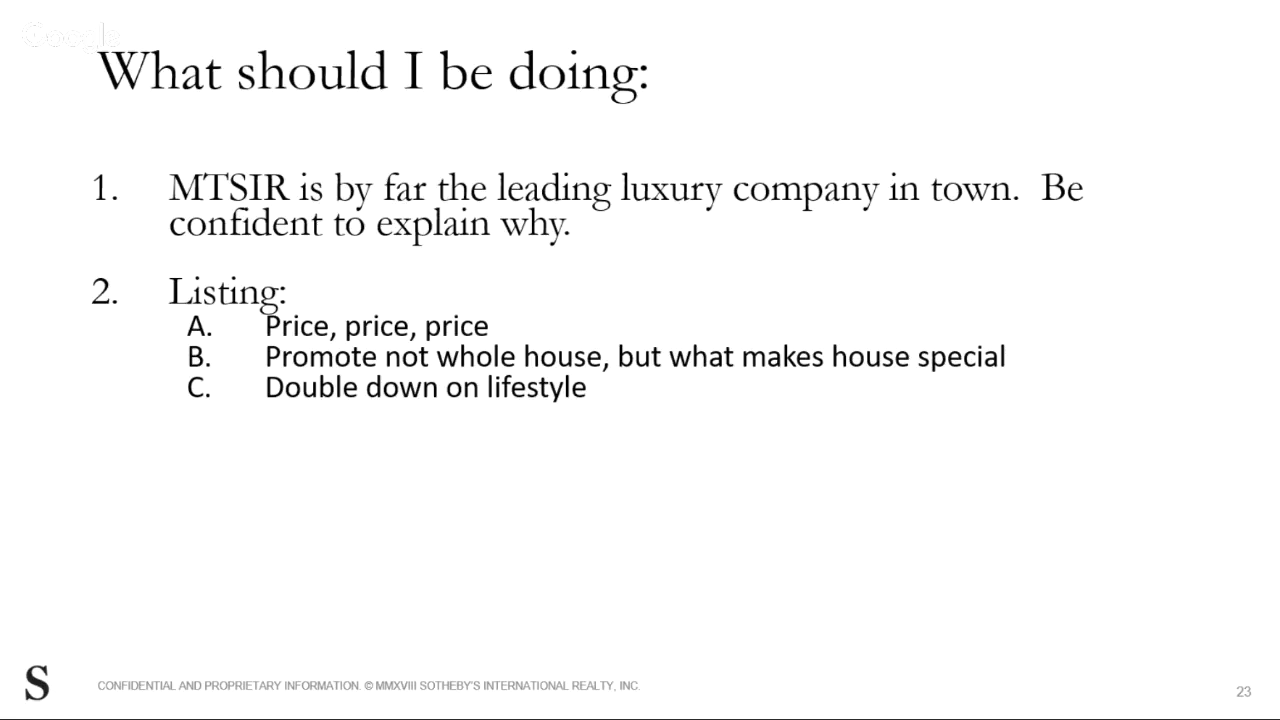 Google
What should I be doing:
1. MTSIR is by far the leading luxury company in town. Be
confident to explain why.
2. Listing:
A. Price, price, price
B. Promote not whole house, but what makes house special
C. Double down on lifestyle
S CONFIDENTIAL AND PROPRIETARY INFORMATION. © MMXVIII SOTHEBY'S INTERNATIONAL REALTY, INC. 23